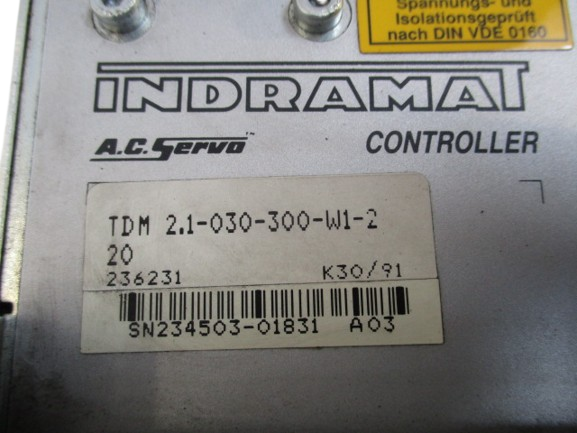 Spannungs- und
Isolationsgeprüft
nach DIN VDE 0160
INDRAMAT
A.C. Servo™ CONTROLLER
TDM 2.1-030-300-W1-2
20
236231 K30/91
SN234503-01831 A03